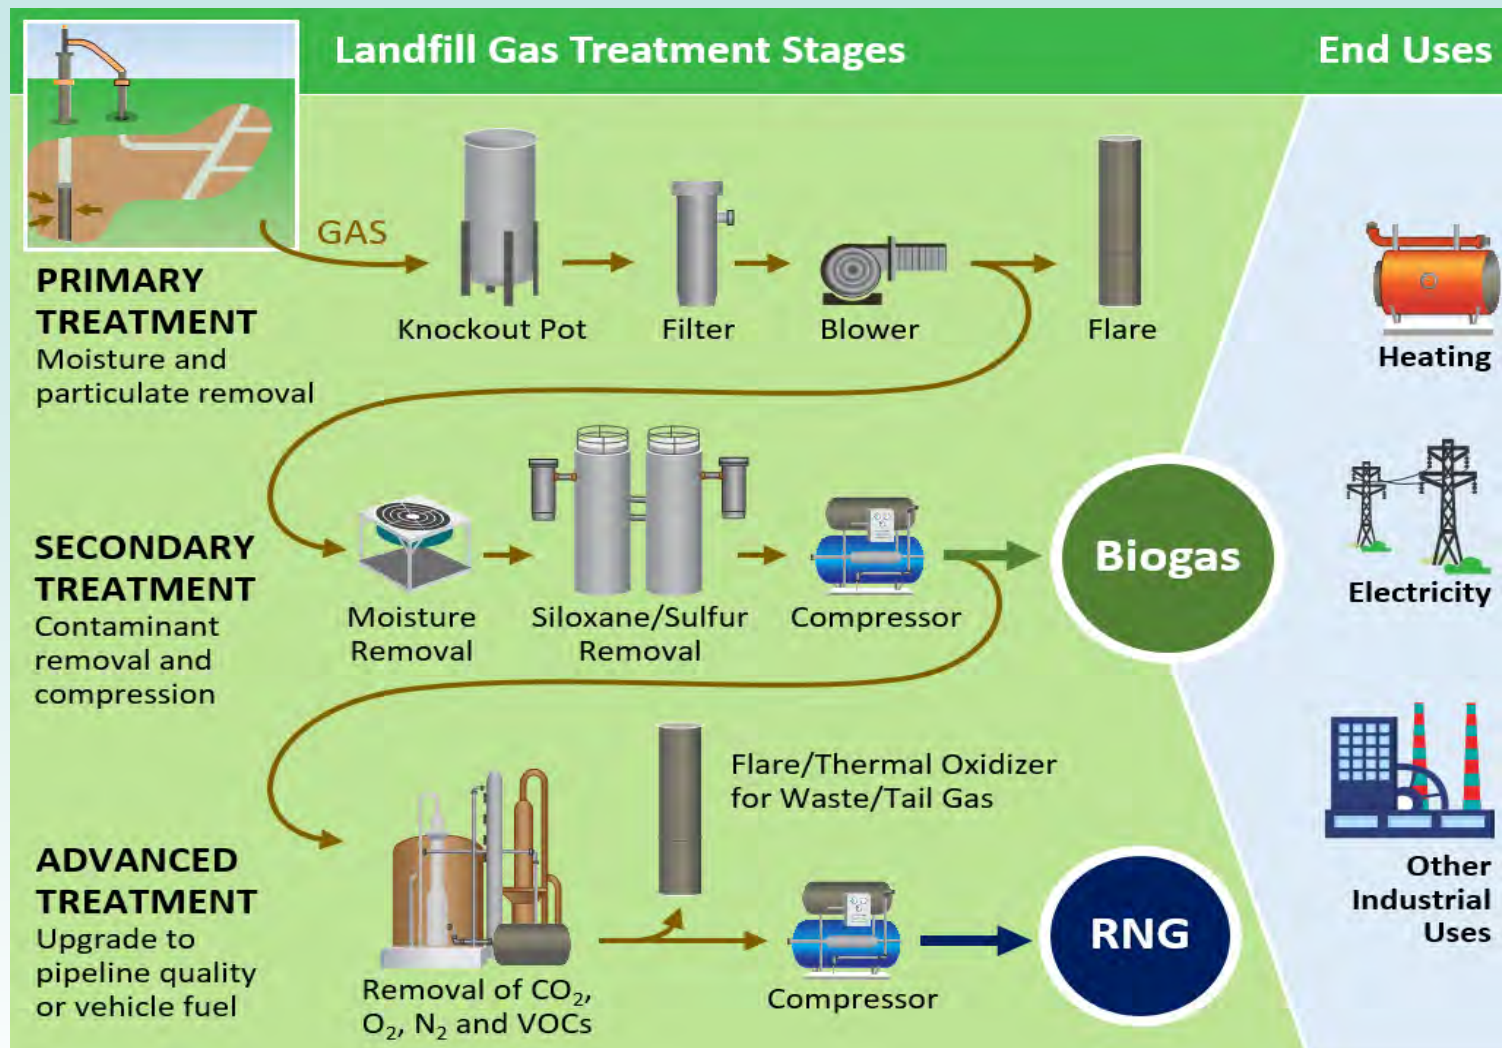 Landfill Gas Treatment Stages
End Uses
GAS
PRIMARY
TREATMENT
Moisture and
particulate removal
Knockout Pot
Filter
Blower
Flare
Heating
SECONDARY
TREATMENT
Contaminant
removal and
compression
Moisture
Removal
Siloxane/Sulfur
Removal
Compressor
Biogas
Electricity
ADVANCED
TREATMENT
Upgrade to
pipeline quality
or vehicle fuel
Removal of CO₂,
O₂, N₂ and VOCs
Flare/Thermal Oxidizer
for Waste/Tail Gas
Compressor
RNG
Other
Industrial
Uses